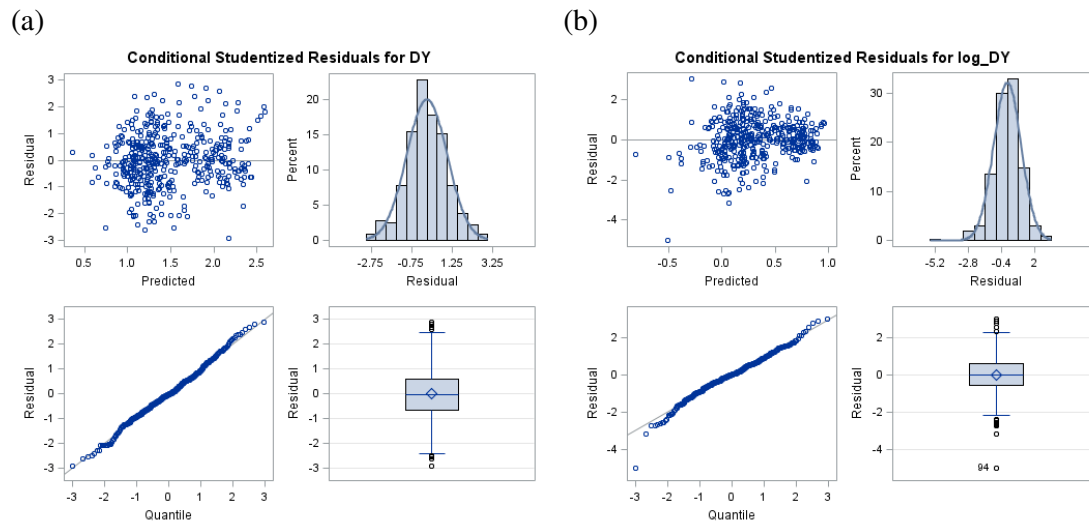 (a)
(b)
Conditional Studentized Residuals for DY
Conditional Studentized Residuals for log_DY
Residual
3
2
1
0
-1
-2
-3
0.5 1.0 1.5 2.0 2.5
Predicted
Percent
20
15
10
5
0
-2.75 -0.75 1.25 3.25
Residual
Residual
2
0
-2
-4
-0.5 0.0 0.5 1.0
Predicted
Percent
30
20
10
0
-5.2 -2.8 -0.4 2
Residual
Residual
3
2
1
0
-1
-2
-3
-3 -2 -1 0 1 2 3
Quantile
Residual
3
2
1
0
-1
-2
-3
Residual
2
0
-2
-4
-3 -2 -1 0 1 2 3
Quantile
Residual
2
0
-2
-4
94